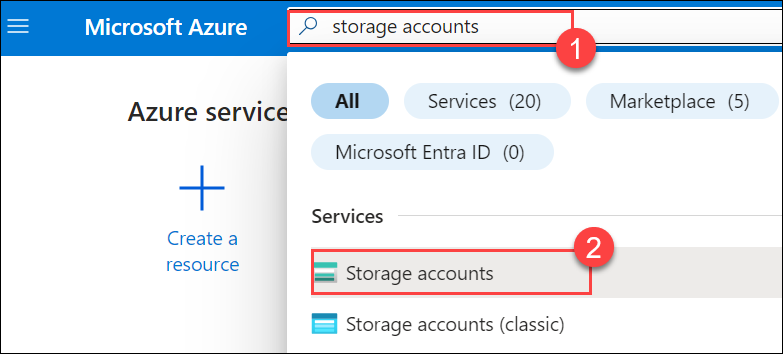 Microsoft Azure
storage accounts
1
All
Services (20)
Marketplace (5)
Microsoft Entra ID (0)
Azure service
Create a
resource
Services
2
Storage accounts
Storage accounts (classic)